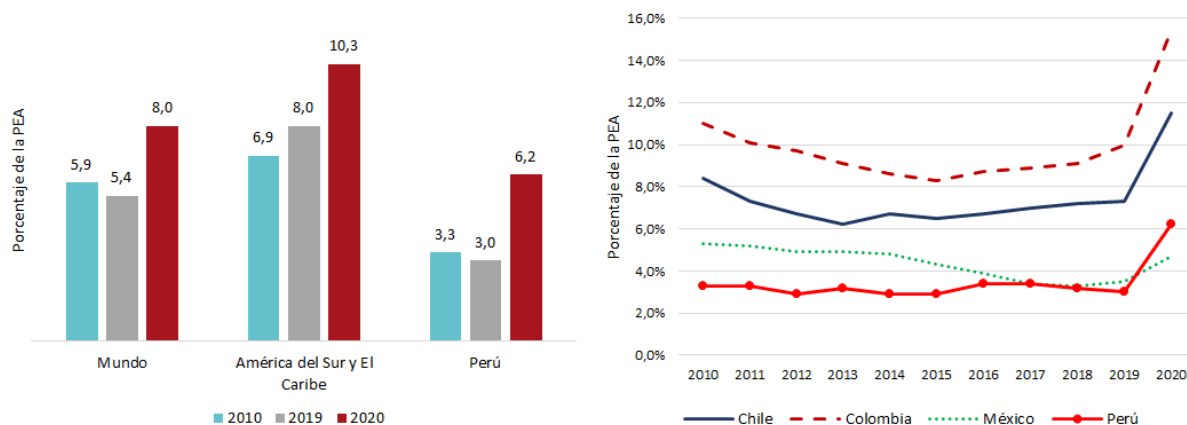 Porcentaje de la PEA
5,9
5,4
8,0
6,9
8,0
10,3
3,3
3,0
6,2
Mundo
América del Sur y El
Caribe
Perú
2010 2019 2020
Porcentaje de la PEA
16,0%
14,0%
12,0%
10,0%
8,0%
6,0%
4,0%
2,0%
0,0%
2010 2011 2012 2013 2014 2015 2016 2017 2018 2019 2020
Chile Colombia México Perú